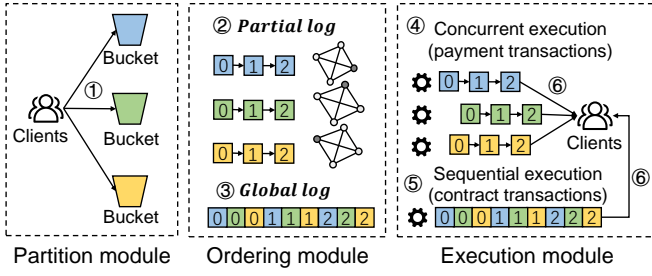 Clients
①
Bucket
Bucket
Bucket
Partition module
② Partial log
0 1 2
0 1 2
0 1 2
③ Global log
0 0 0 1 1 1 2 2 2
Ordering module
④ Concurrent execution
(payment transactions)
0 1 2
⑥
0 1 2
0 1 2
Clients
⑤ Sequential execution
(contract transactions)
⑥
0 0 0 1 1 1 2 2 2
Execution module